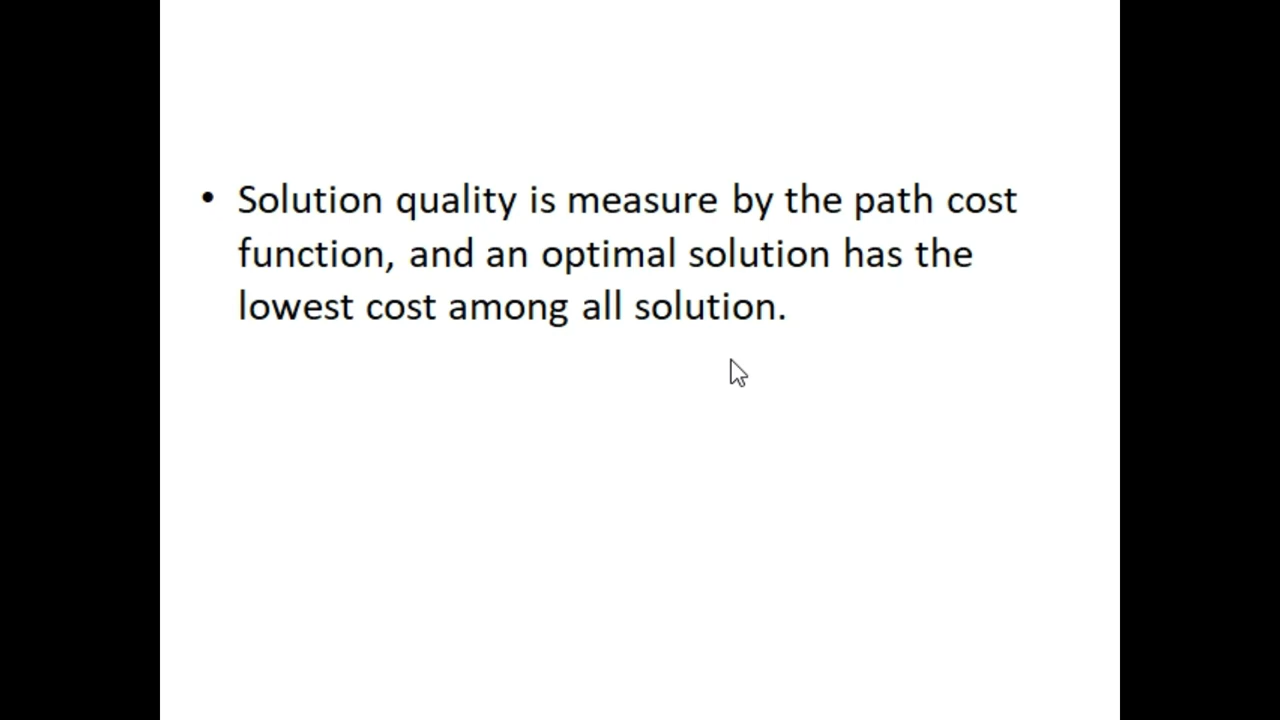 • Solution quality is measure by the path cost
function, and an optimal solution has the
lowest cost among all solution.